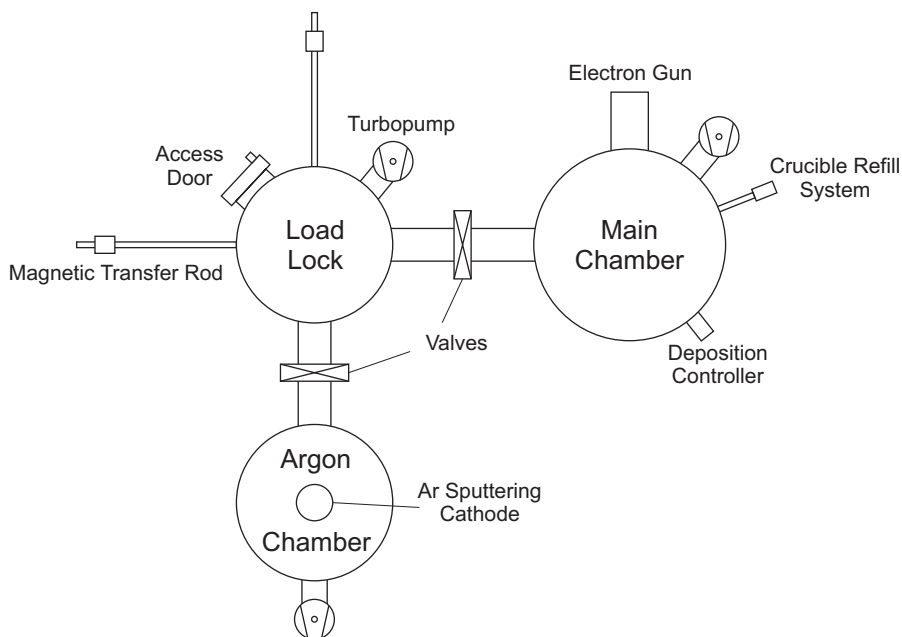 Electron Gun
Turbopump
Access
Door
Crucible Refill
System
Load
Lock
Main
Chamber
Magnetic Transfer Rod
Valves
Deposition
Controller
Argon
Chamber
Ar Sputtering
Cathode